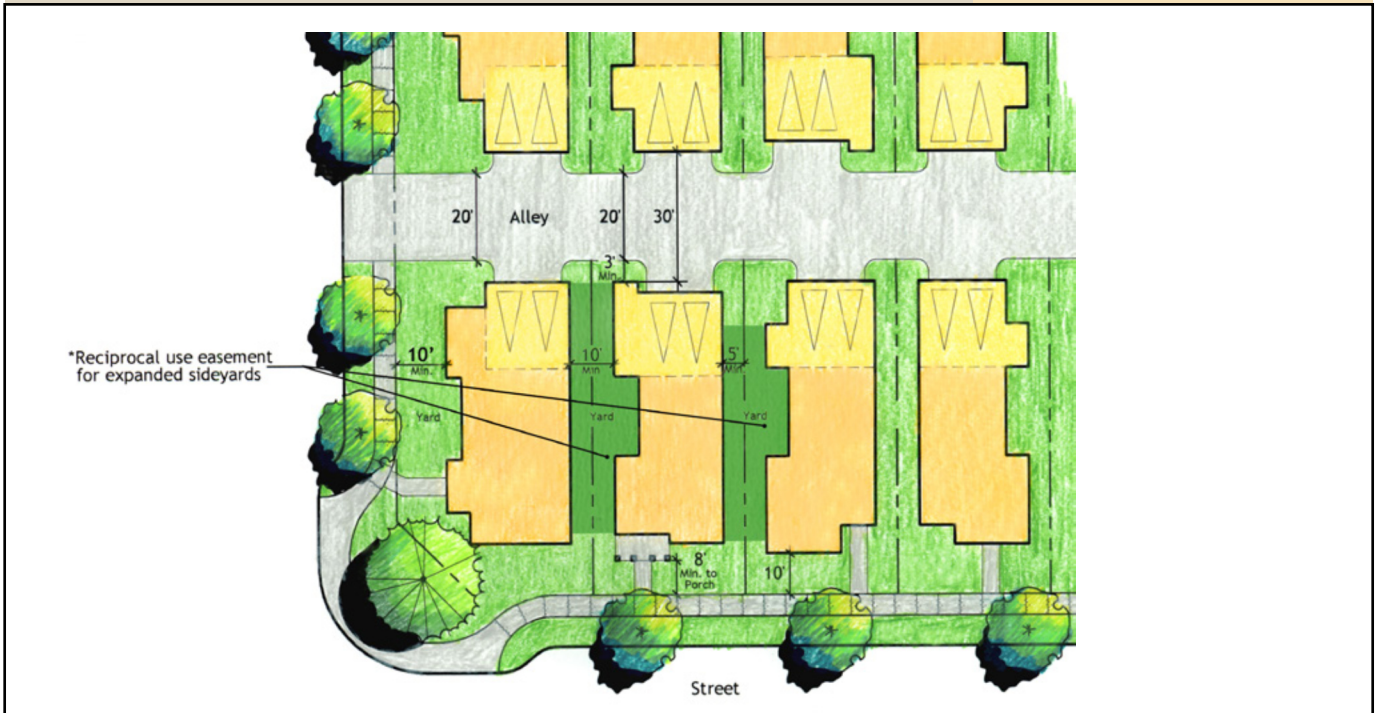 20'
Alley
20'
30'
3'
Min.
*Reciprocal use easement
for expanded sideyards
10'
Min.
10'
Min
5'
Min.
Yard
Yard
Yard
8'
Min. to
Porch
10'
Street